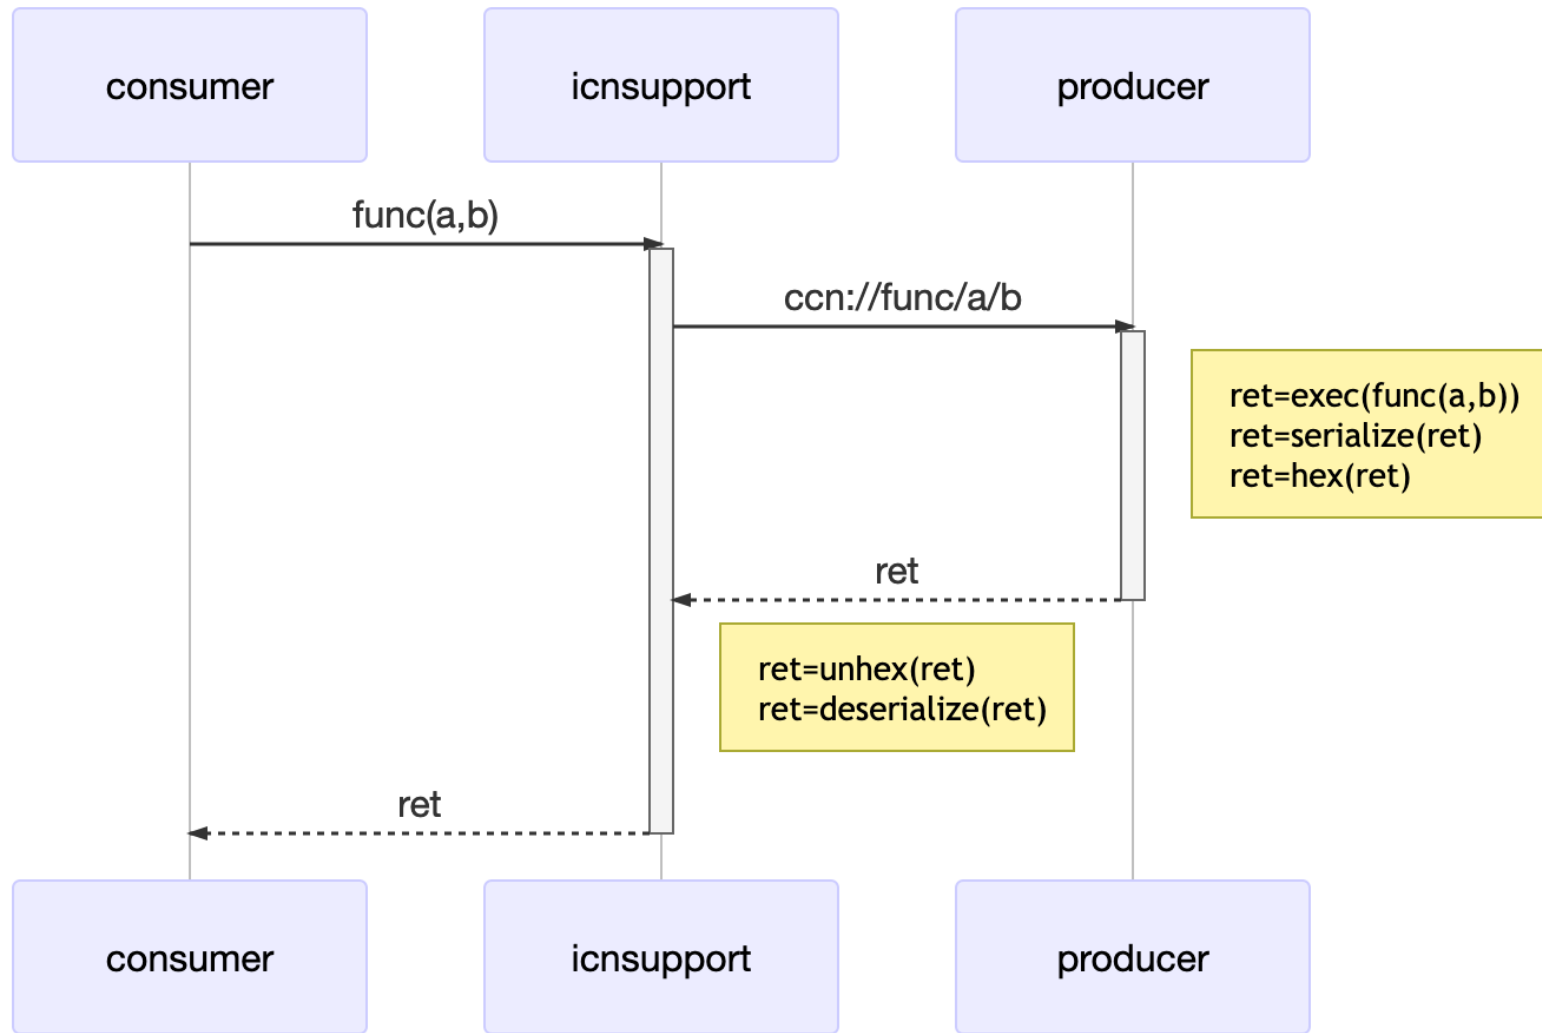 consumer
icnsupport
producer
func(a,b)
ccn://func/a/b
ret=exec(func(a,b))
ret=serialize(ret)
ret=hex(ret)
ret
ret=unhex(ret)
ret=deserialize(ret)
ret
consumer
icnsupport
producer